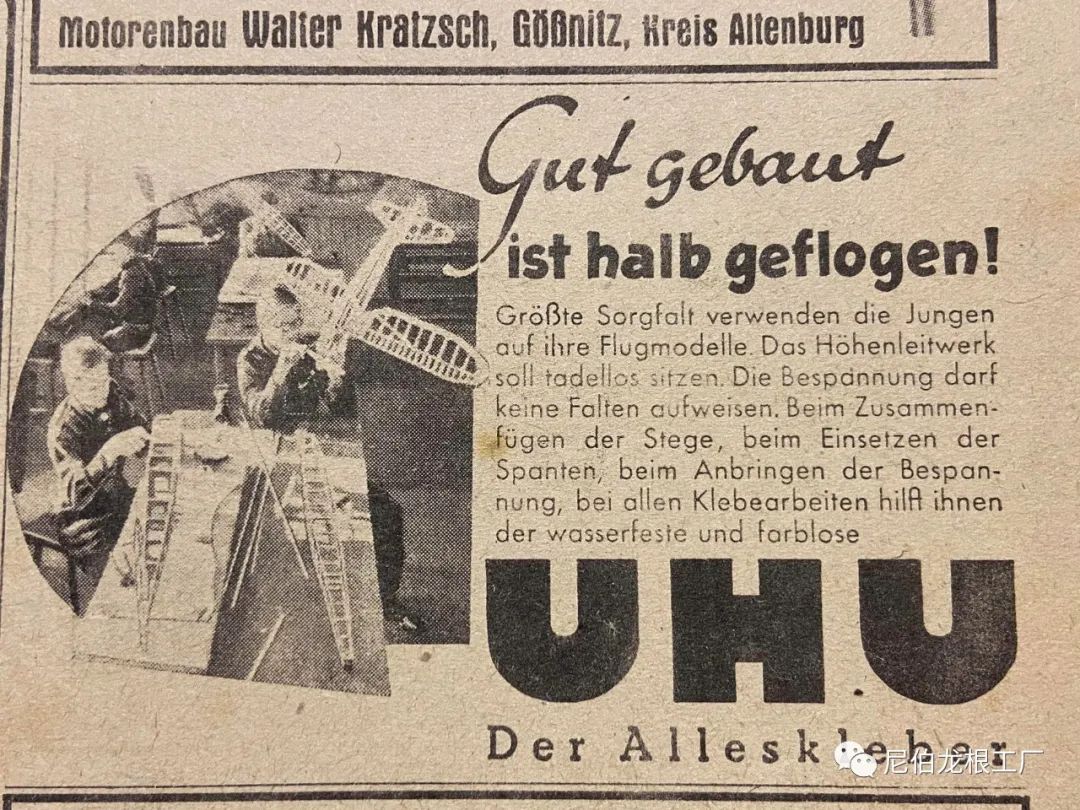 Motorenbau Walter Kratzsch, Gößnitz, Kreis Altenburg
Gut gebaut
ist halb geflogen!
Größte Sorgfalt verwenden die Jungen
auf ihre Flugmodelle. Das Höhenleitwerk
soll tadellos sitzen. Die Bespannung darf
keine Falten aufweisen. Beim Zusammen-
fügen der Stege, beim Einsetzen der
Spanten, beim Anbringen der Bespan-
nung, bei allen Klebearbeiten hilft ihnen
der wasserfeste und farblose
UHU
Der Alleskleber
尼伯龙根工厂